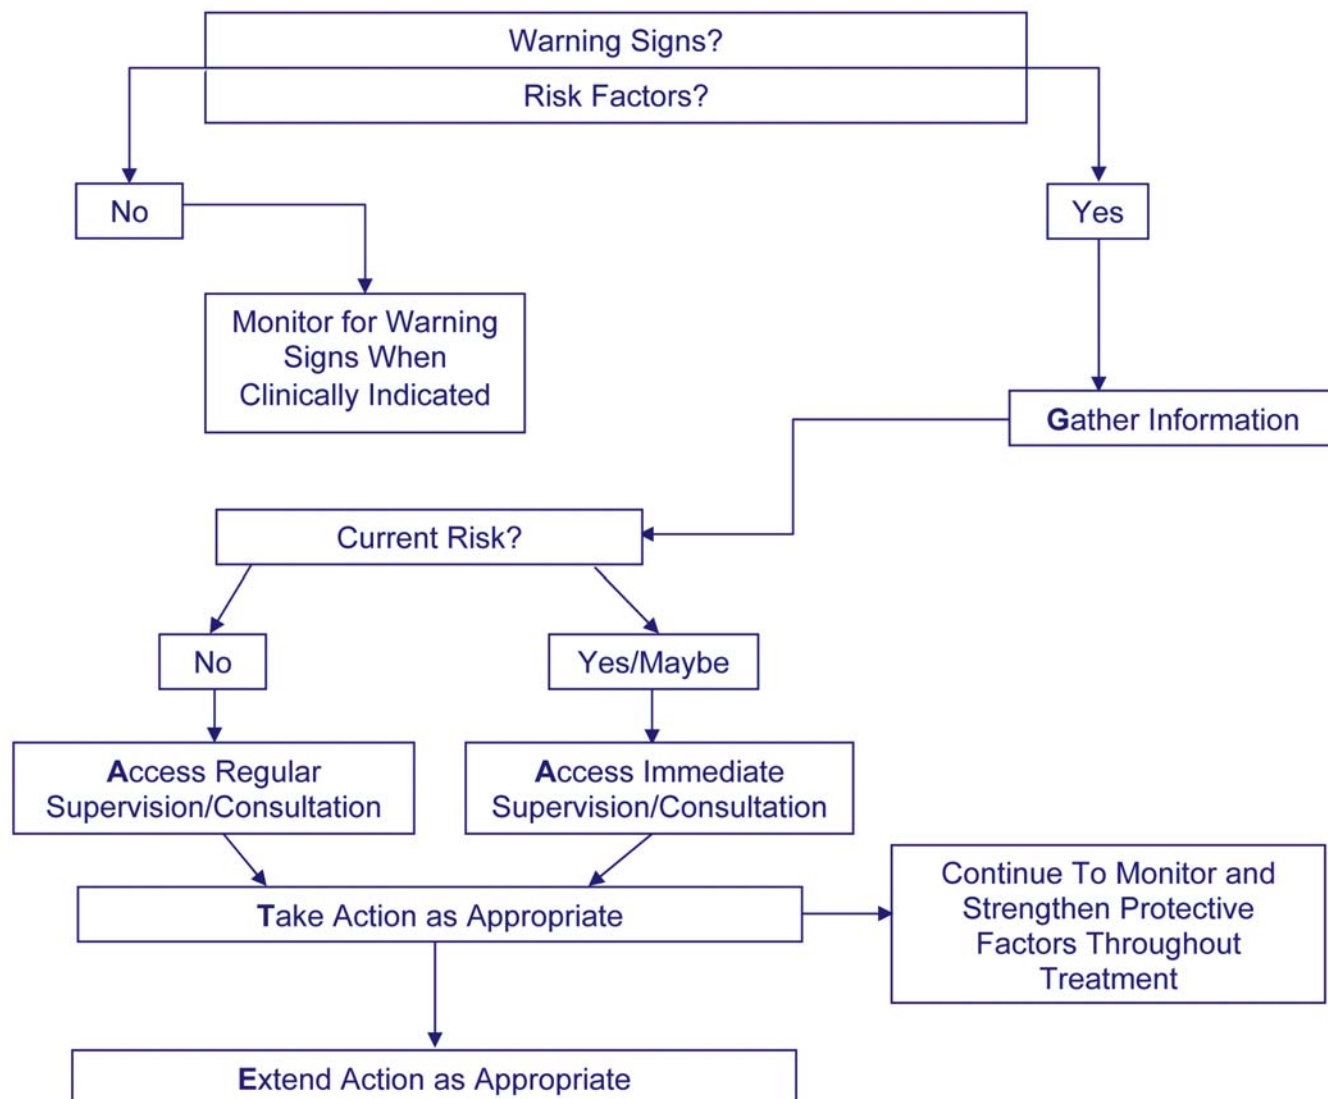 Warning Signs?
Risk Factors?
No
Yes
Monitor for Warning
Signs When
Clinically Indicated
Gather Information
Current Risk?
No
Yes/Maybe
Access Regular
Supervision/Consultation
Access Immediate
Supervision/Consultation
Take Action as Appropriate
Continue To Monitor and
Strengthen Protective
Factors Throughout
Treatment
Extend Action as Appropriate